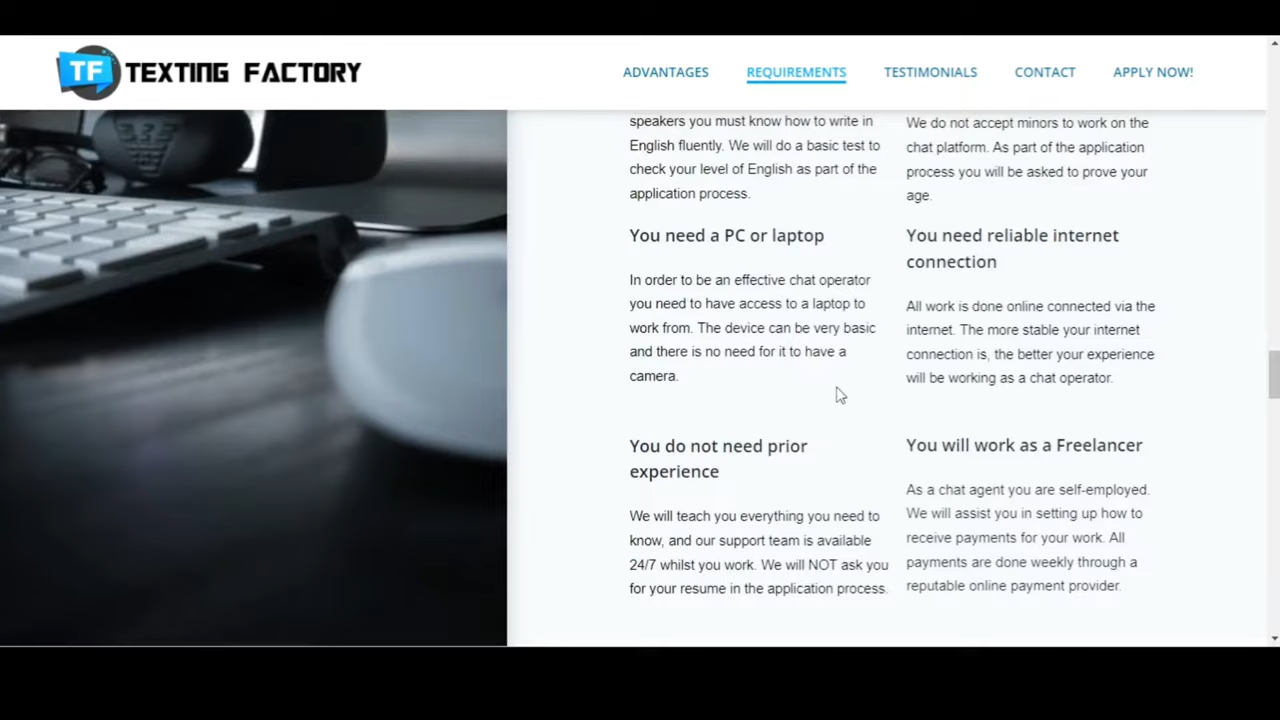 TF TEXTING FACTORY
ADVANTAGES REQUIREMENTS TESTIMONIALS CONTACT APPLY NOW!
speakers you must know how to write in
English fluently. We will do a basic test to
check your level of English as part of the
application process.
We do not accept minors to work on the
chat platform. As part of the application
process you will be asked to prove your
age.
You need a PC or laptop
In order to be an effective chat operator
you need to have access to a laptop to
work from. The device can be very basic
and there is no need for it to have a
camera.
You need reliable internet
connection
All work is done online connected via the
internet. The more stable your internet
connection is, the better your experience
will be working as a chat operator.
You do not need prior
experience
We will teach you everything you need to
know, and our support team is available
24/7 whilst you work. We will NOT ask you
for your resume in the application process.
You will work as a Freelancer
As a chat agent you are self-employed.
We will assist you in setting up how to
receive payments for your work. All
payments are done weekly through a
reputable online payment provider.